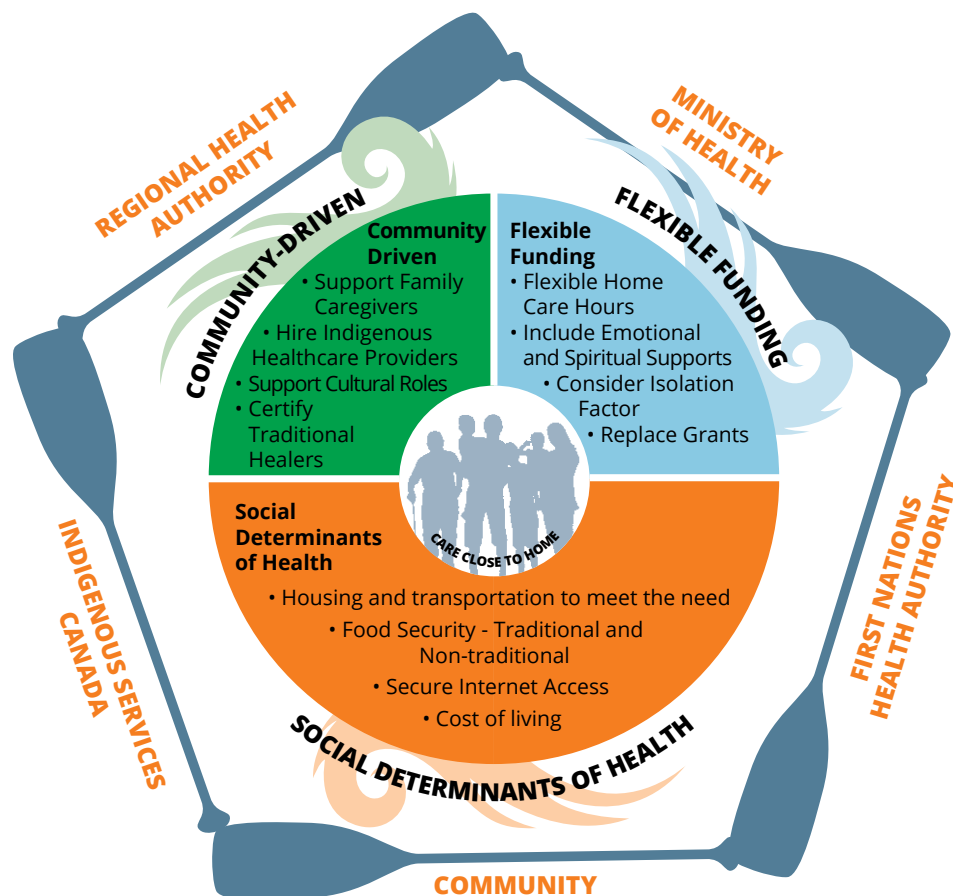 REGIONAL HEALTH
AUTHORITY
MINISTRY
OF HEALTH
COMMUNITY-DRIVEN
FLEXIBLE FUNDING
Community
Driven
• Support Family
Caregivers
• Hire Indigenous
Healthcare Providers
• Support Cultural Roles
• Certify
Traditional
Healers
Flexible
Funding
• Flexible Home
Care Hours
• Include Emotional
and Spiritual Supports
• Consider Isolation
Factor
• Replace Grants
CARE CLOSE TO HOME
Social
Determinants
of Health
• Housing and transportation to meet the need
• Food Security - Traditional and
Non-traditional
• Secure Internet Access
• Cost of living
SOCIAL DETERMINANTS OF HEALTH
INDIGENOUS SERVICES
CANADA
FIRST NATIONS
HEALTH AUTHORITY
COMMUNITY